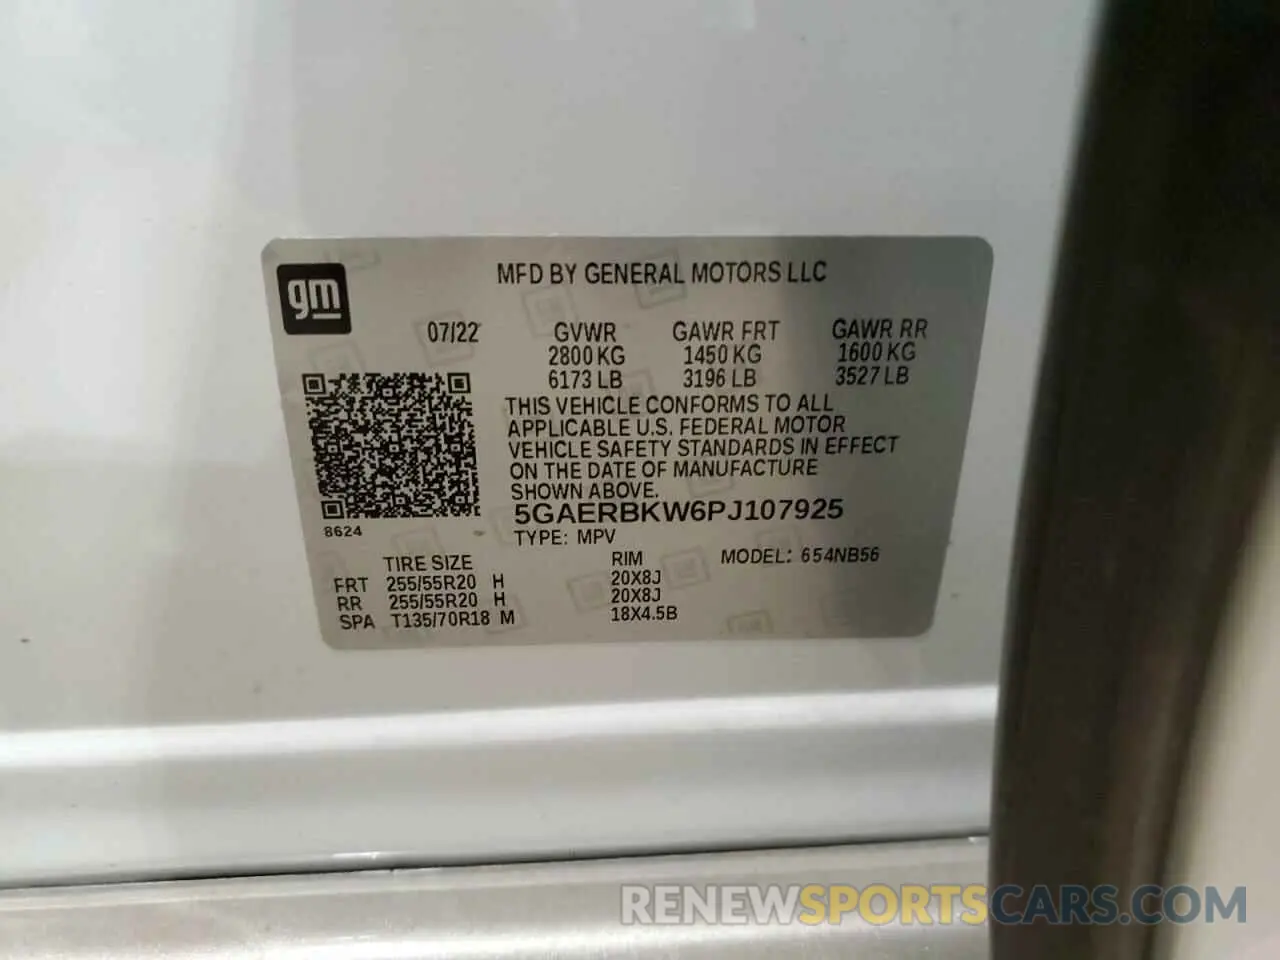 gm
MFD BY GENERAL MOTORS LLC
07/22 GVWR GAWR FRT GAWR RR
2800 KG 1450 KG 1600 KG
6173 LB 3196 LB 3527 LB
THIS VEHICLE CONFORMS TO ALL
APPLICABLE U.S. FEDERAL MOTOR
VEHICLE SAFETY STANDARDS IN EFFECT
ON THE DATE OF MANUFACTURE
SHOWN ABOVE.
5GAERBKW6PJ107925
8624
TYPE: MPV
TIRE SIZE RIM MODEL: 654NB56
FRT 255/55R20 H 20X8J
RR 255/55R20 H 20X8J
SPA T135/70R18 M 18X4.5B
RENEWSPORTSCARS.COM